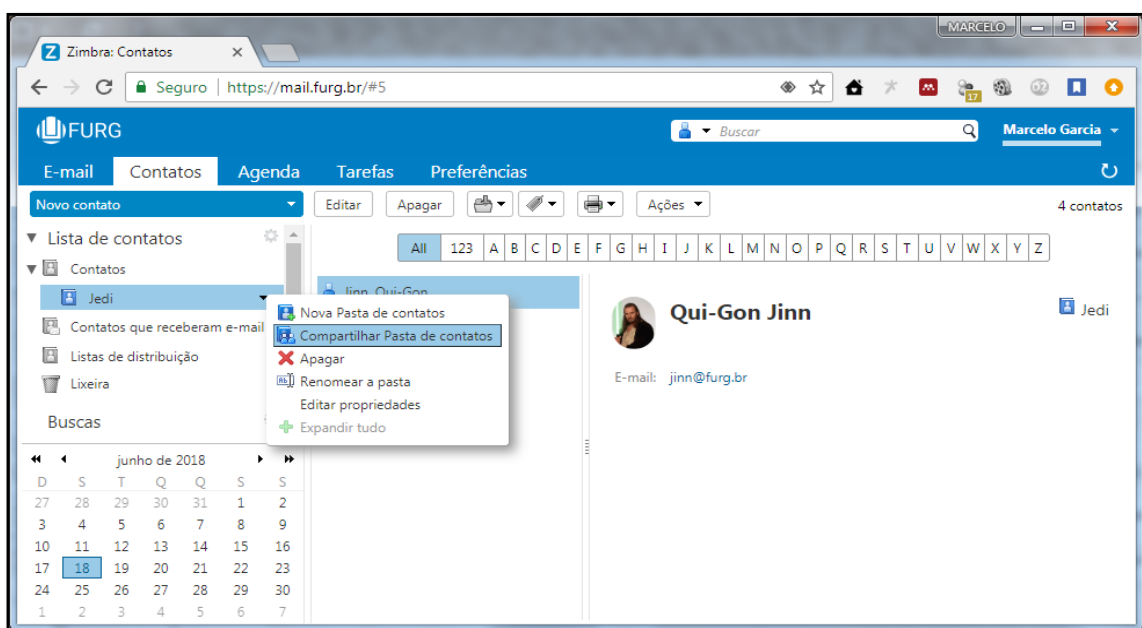 MARCELO
Zimbra: Contatos
Seguro | https://mail.furg.br/#5
17
FURG
Buscar
Marcelo Garcia
E-mail Contatos Agenda Tarefas Preferências
Novo contato Editar Apagar Ações 4 contatos
Lista de contatos
All 123 A B C D E F G H I J K L M N O P Q R S T U V W X Y Z
Contatos
Jedi
Jinn, Qui-Gon
Contatos que receberam e-mail
Listas de distribuição
Lixeira
Buscas
Nova Pasta de contatos
Compartilhar Pasta de contatos
Apagar
Renomear a pasta
Editar propriedades
Expandir tudo
Qui-Gon Jinn
Jedi
E-mail: jinn@furg.br
junho de 2018
D S T Q Q S S
27 28 29 30 31 1 2
3 4 5 6 7 8 9
10 11 12 13 14 15 16
17 18 19 20 21 22 23
24 25 26 27 28 29 30
1 2 3 4 5 6 7